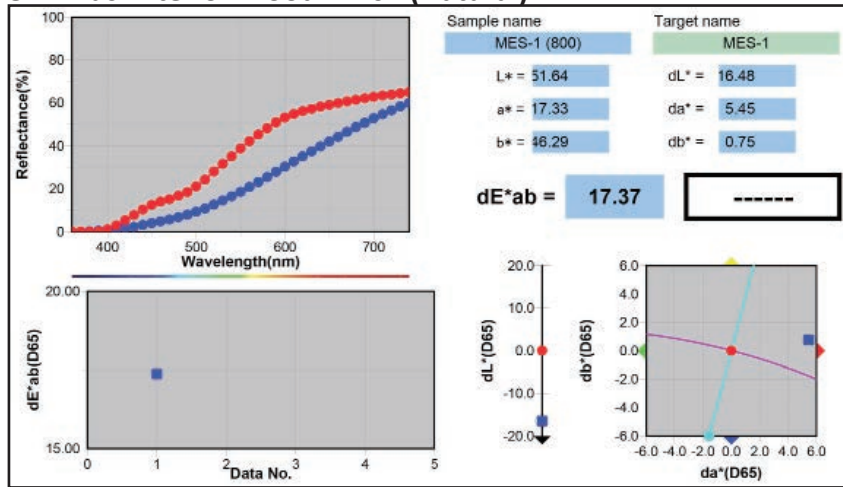 Reflectance(%)
100
80
60
40
20
0
400
500
600
700
Wavelength(nm)
Sample name
Target name
MES-1 (800)
MES-1
L* = 51.64
dL* = 16.48
a* = 17.33
da* = 5.45
b* = 46.29
db* = 0.75
dE*ab = 17.37
------
dE*ab(D65)
20.00
15.00
0
1
2
3
4
5
Data No.
dL*(D65)
20.0
10.0
0.0
-10.0
-20.0
db*(D65)
6.0
4.0
2.0
0.0
-2.0
-4.0
-6.0
-6.0
-4.0
-2.0
0.0
2.0
4.0
6.0
da*(D65)